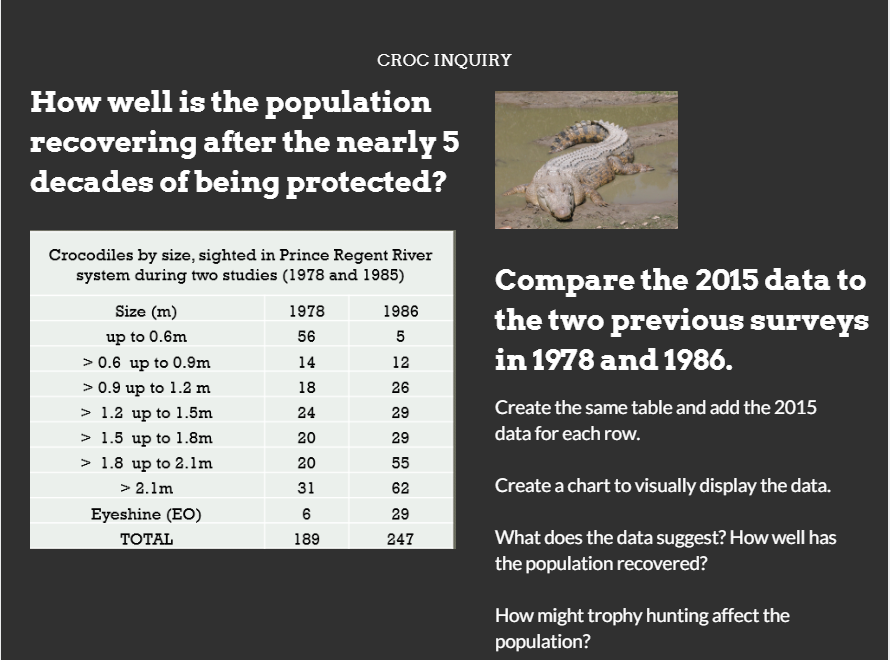 CROC INQUIRY
How well is the population
recovering after the nearly 5
decades of being protected?
Crocodiles by size, sighted in Prince Regent River
system during two studies (1978 and 1985)
Size (m) 1978 1986
up to 0.6m 56 5
> 0.6 up to 0.9m 14 12
> 0.9 up to 1.2 m 18 26
> 1.2 up to 1.5m 24 29
> 1.5 up to 1.8m 20 29
> 1.8 up to 2.1m 20 55
> 2.1m 31 62
Eyeshine (EO) 6 29
TOTAL 189 247
Compare the 2015 data to
the two previous surveys
in 1978 and 1986.
Create the same table and add the 2015
data for each row.
Create a chart to visually display the data.
What does the data suggest? How well has
the population recovered?
How might trophy hunting affect the
population?